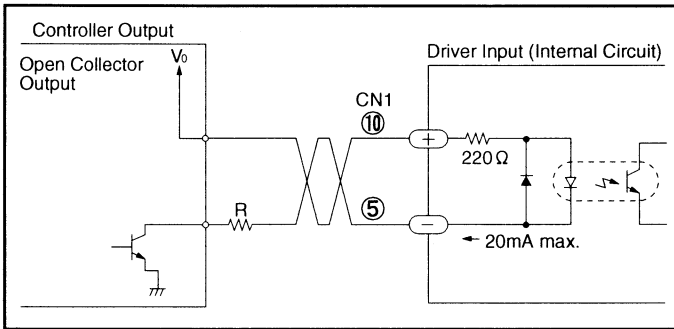 Controller Output
Open Collector
Output
V₀
Driver Input (Internal Circuit)
CN1
⑩
+
220Ω
R
⑤
−
← 20mA max.